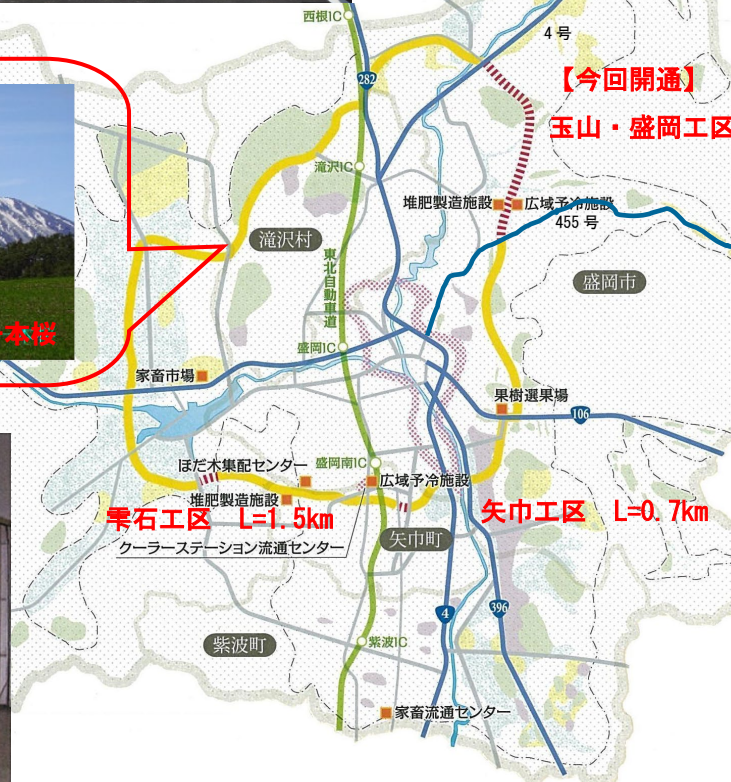 西根IC
4号
282
【今回開通】
玉山・盛岡工区
滝沢IC
堆肥製造施設
広域予冷施設
455号
滝沢村
東北自動車道
盛岡市
本桜
盛岡IC
家畜市場
果樹選果場
106
ほだ木集配センター
盛岡南IC
広域予冷施設
堆肥製造施設
雫石工区 L=1.5km
矢巾工区 L=0.7km
クーラーステーション流通センター
矢巾町
4
396
紫波町
紫波IC
家畜流通センター